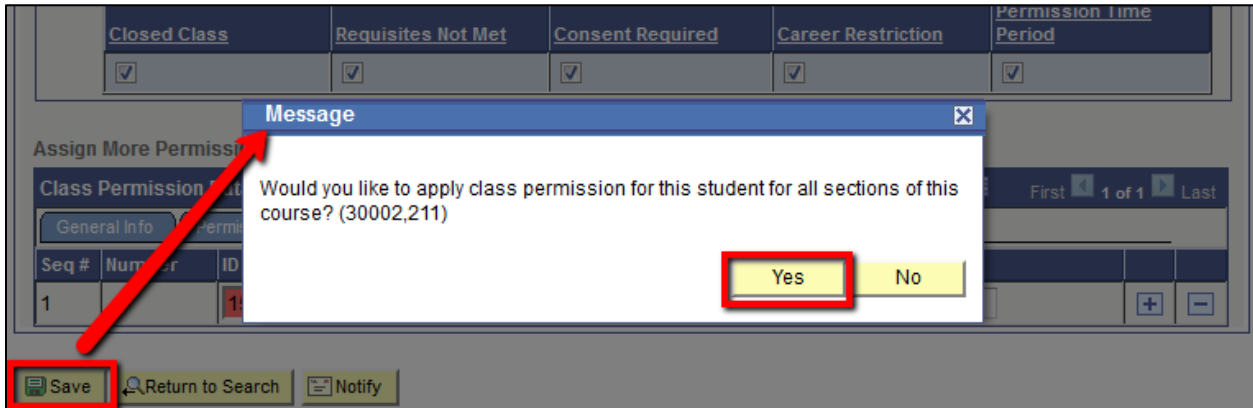 Permission Time
Closed Class Requisites Not Met Consent Required Career Restriction Period
Message
Assign More
Would you like to apply class permission for this student for all sections of this
course? (30002,211)
Class Permission First 1 of 1 Last
General Info
Yes No
Seq # ID
1
Save Return to Search Notify